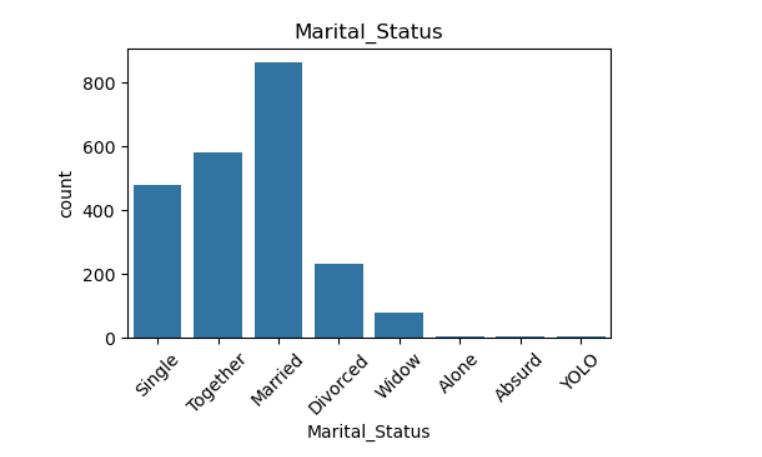 Marital_Status
800
600
400
200
0
count
Single
Together
Married
Divorced
Widow
Alone
Absurd
YOLO
Marital_Status